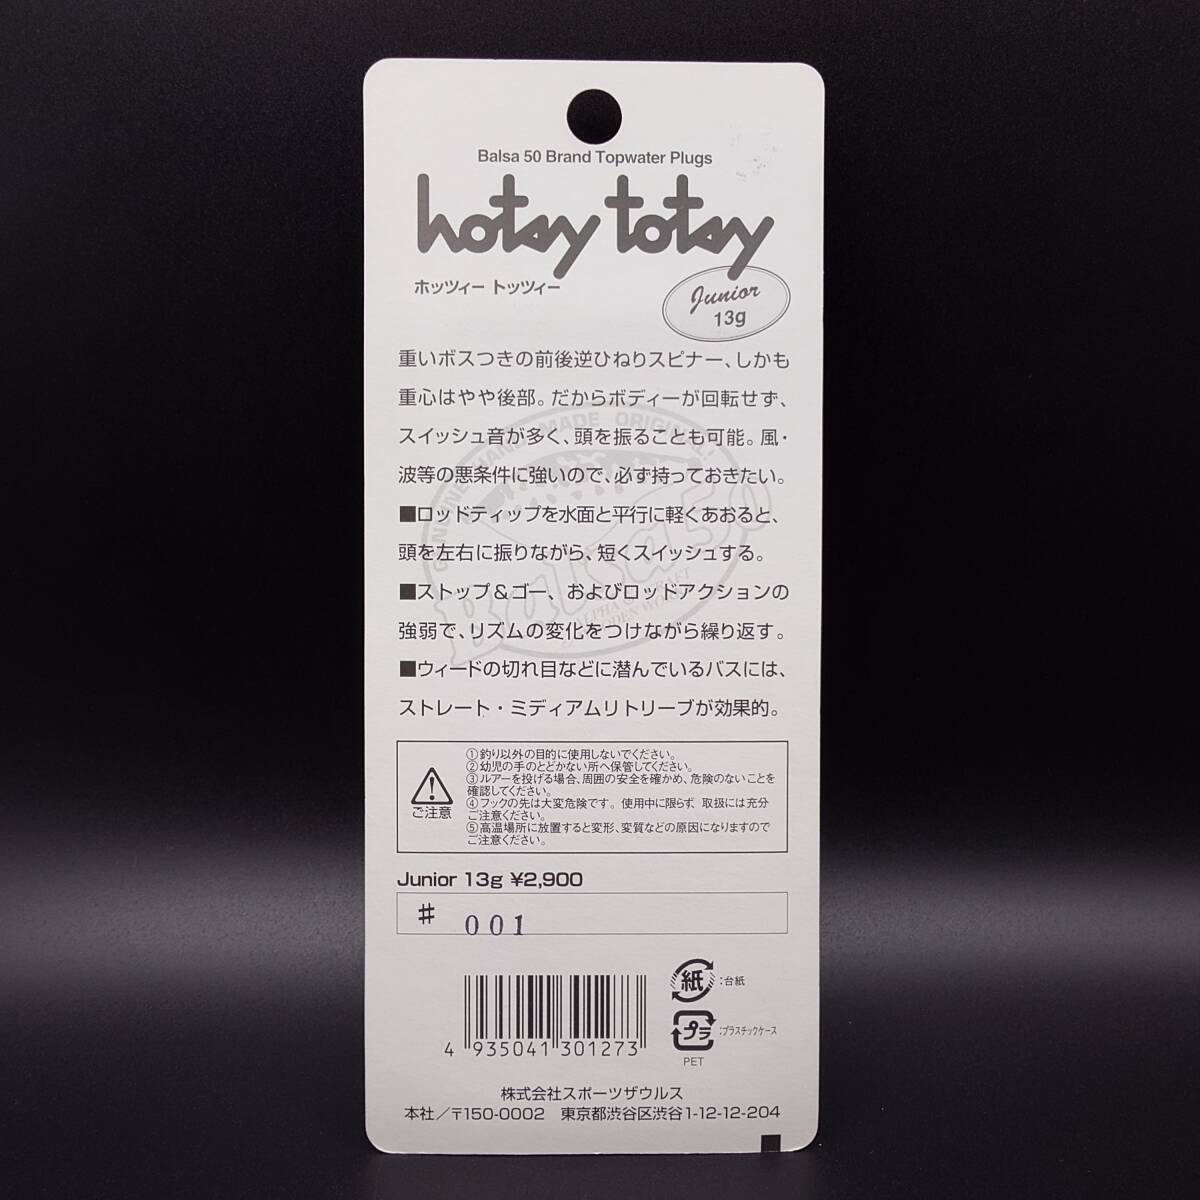 Balsa 50 Brand Topwater Plugs
hotsy totsy
ホッツィー トッツィー
Junior
13g
重いボスつきの前後逆ひねりスピナー、しかも
重心はやや後部。だからボディーが回転せず、
スイッシュ音が多く、頭を振ることも可能。風・
波等の悪条件に強いので、必ず持っておきたい。
■ロッドティップを水面と平行に軽くあおると、
頭を左右に振りながら、短くスイッシュする。
■ストップ＆ゴー、およびロッドアクションの
強弱で、リズムの変化をつけながら繰り返す。
■ウィードの切れ目などに潜んでいるバスには、
ストレート・ミディアムリトリーブが効果的。
GENUINE HAND MADE ORIGINAL!
Balsa50
ALPHA & CRAFT
WOODEN WORKS
ご注意
①釣り以外の目的に使用しないでください。
②幼児の手のとどかない所へ保管してください。
③ルアーを投げる場合、周囲の安全を確かめ、危険のないことを
確認してください。
④フックの先は大変危険です。使用中に限らず 取扱には充分
ご注意ください。
⑤高温場所に放置すると変形、変質などの原因になりますので
ご注意ください。
Junior 13g ¥2,900
# 001
4 935041 301273
紙 :台紙
プラ :プラスチックケース
PET
株式会社スポーツザウルス
本社／〒150-0002 東京都渋谷区渋谷1-12-12-204